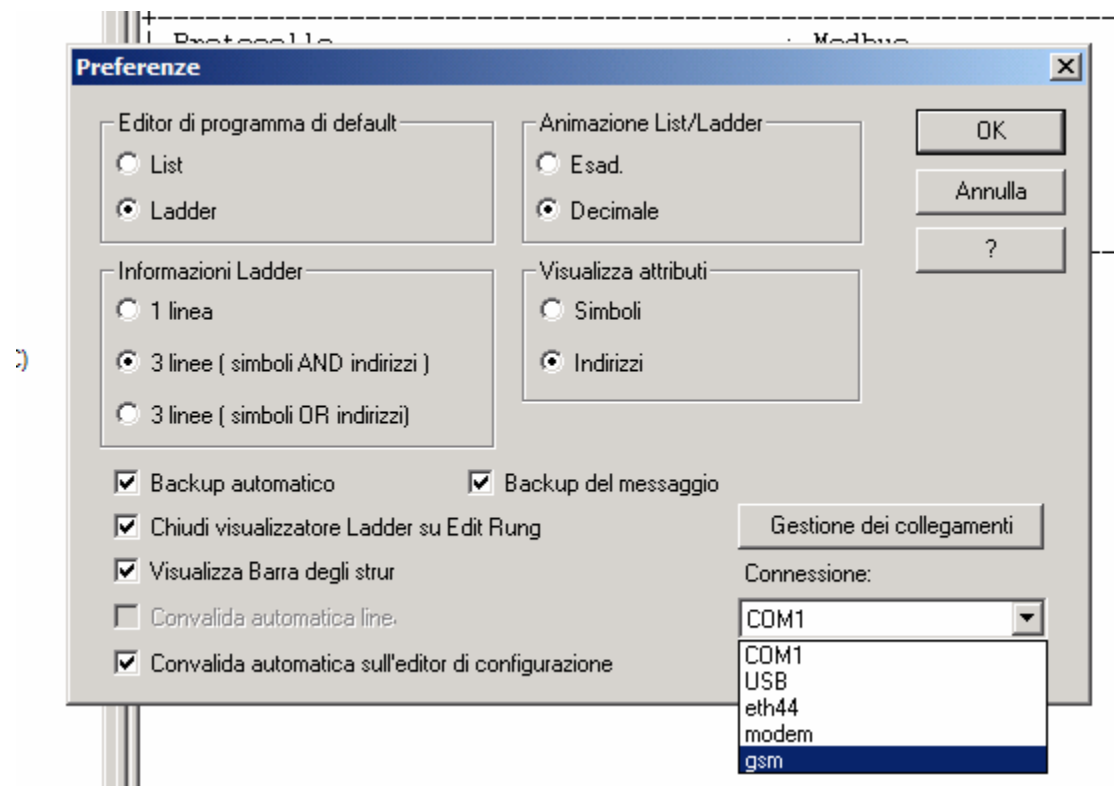 Protocollo : Modbus
Preferenze
Editor di programma di default
List
Ladder
Animazione List/Ladder
Esad.
Decimale
OK
Annulla
?
Informazioni Ladder
1 linea
3 linee ( simboli AND indirizzi )
3 linee ( simboli OR indirizzi)
Visualizza attributi
Simboli
Indirizzi
Backup automatico
Backup del messaggio
Chiudi visualizzatore Ladder su Edit Rung
Visualizza Barra degli strur
Convalida automatica line
Convalida automatica sull'editor di configurazione
Gestione dei collegamenti
Connessione:
COM1
COM1
USB
eth44
modem
gsm